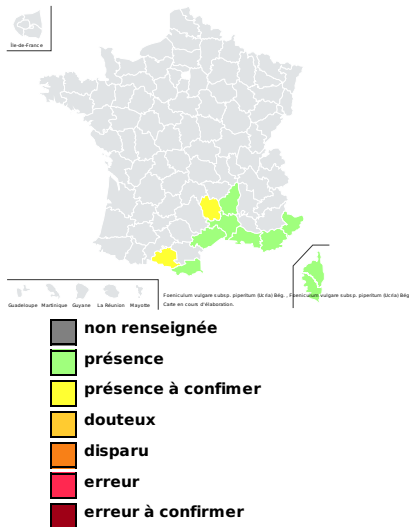 Île-de-France
Guadeloupe Martinique Guyane La Réunion Mayotte
Foeniculum vulgare subsp. piperitum (Ucria) Bég. , Foeniculum vulgare subsp. piperitum (Ucria) Bég
Carte en cours d'élaboration.
non renseignée
présence
présence à confimer
douteux
disparu
erreur
erreur à confirmer